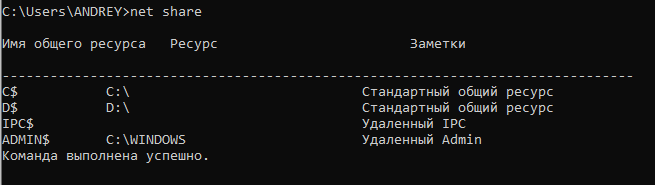 C:\Users\ANDREY>net share
Имя общего ресурса   Ресурс                        Заметки
-------------------------------------------------------------------------------
C$           C:\                             Стандартный общий ресурс
D$           D:\                             Стандартный общий ресурс
IPC$                                         Удаленный IPC
ADMIN$       C:\WINDOWS                      Удаленный Admin
Команда выполнена успешно.